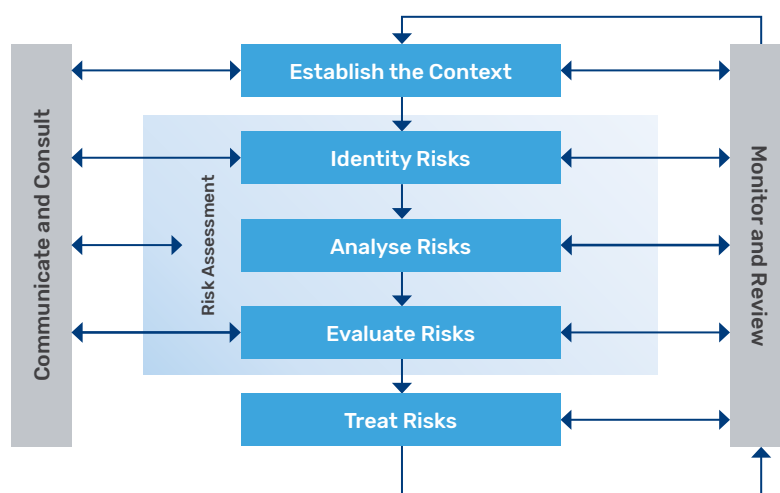 Establish the Context
Communicate and Consult
Identity Risks
Monitor and Review
Risk Assessment
Analyse Risks
Evaluate Risks
Treat Risks